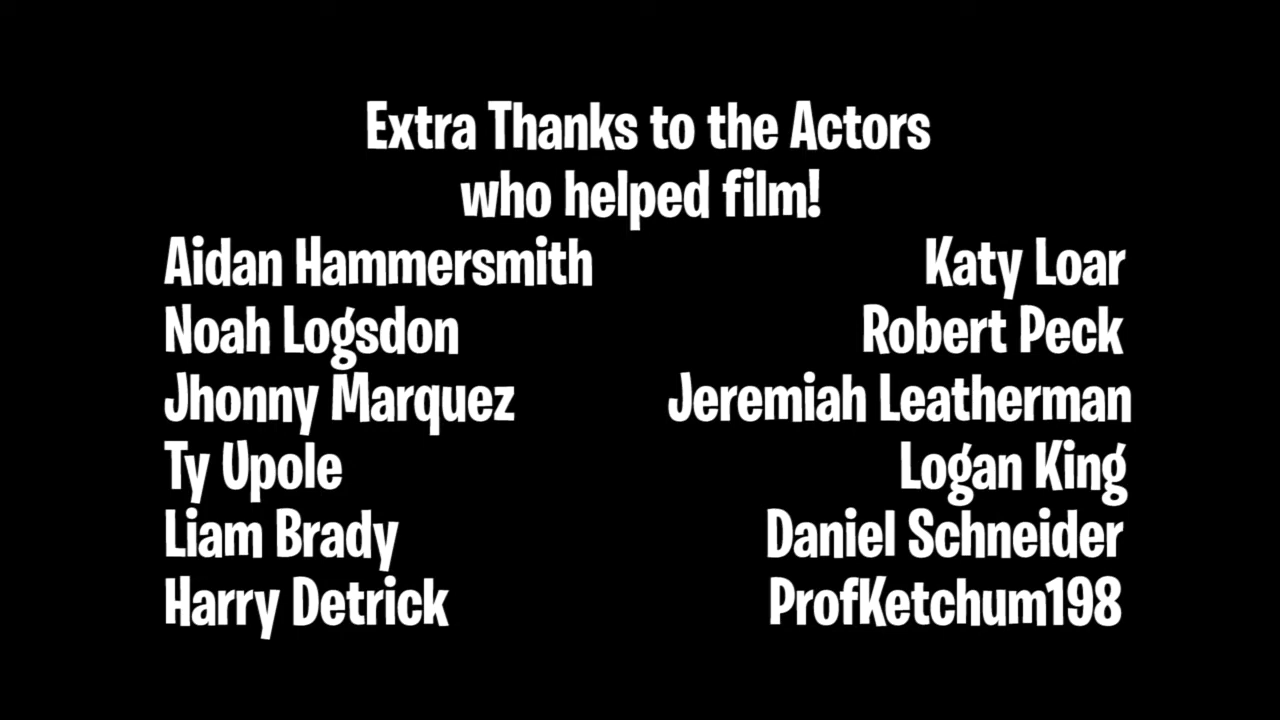 Extra Thanks to the Actors
who helped film!
Aidan Hammersmith Katy Loar
Noah Logsdon Robert Peck
Jhonny Marquez Jeremiah Leatherman
Ty Upole Logan King
Liam Brady Daniel Schneider
Harry Detrick ProfKetchum198